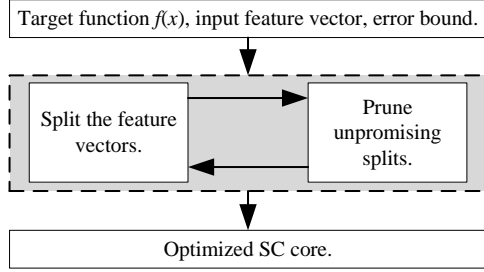 Target function f(x), input feature vector, error bound.
Split the feature
vectors.
Prune
unpromising
splits.
Optimized SC core.